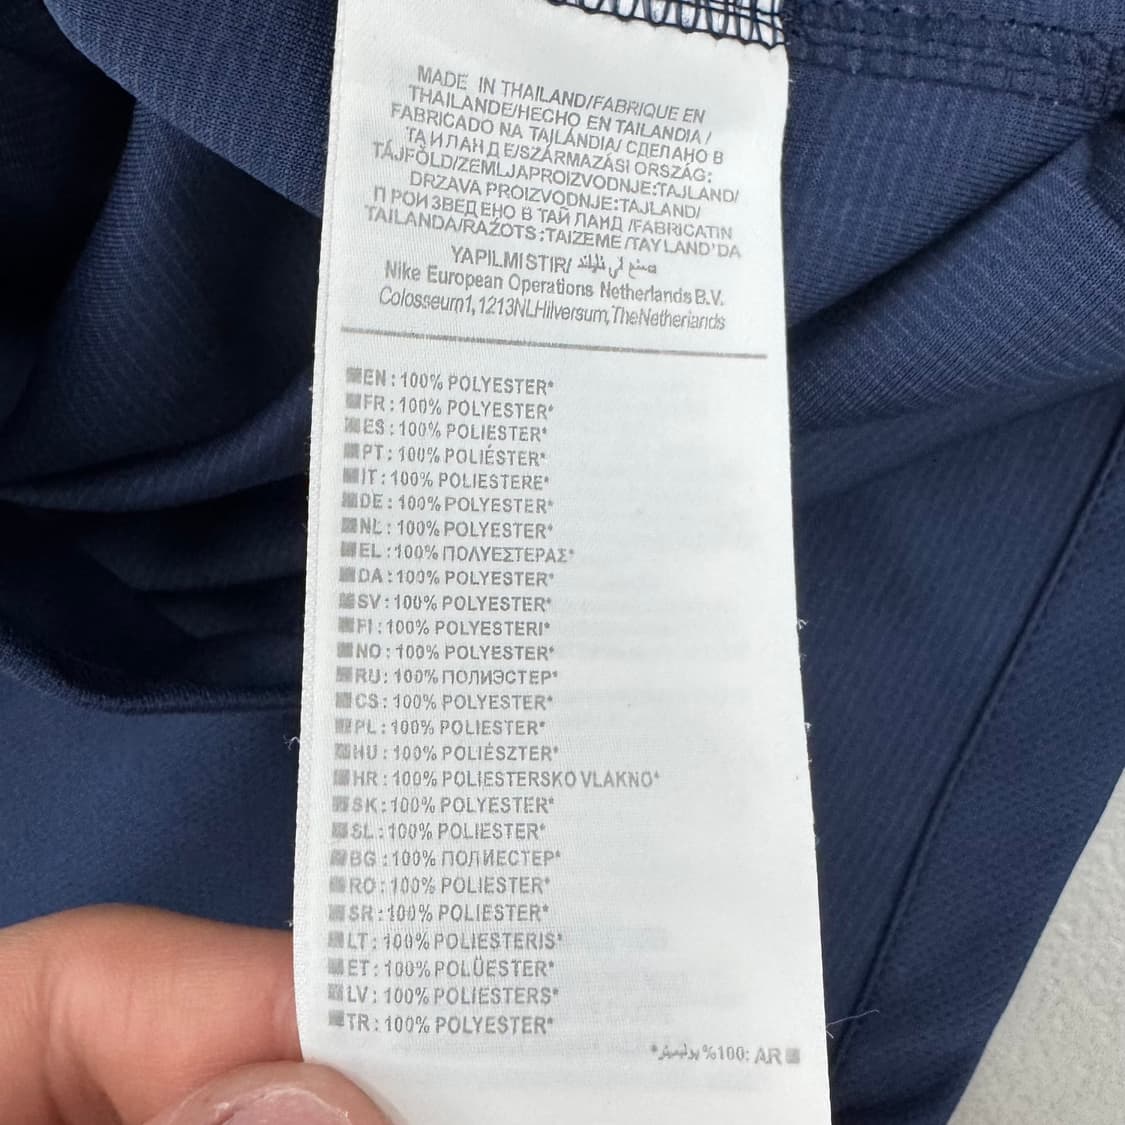 MADE IN THAILAND/FABRIQUE EN
THAILANDE/HECHO EN TAILANDIA /
FABRICADO NA TAJLÂNDIA/ СДЕЛАНО В
ТАИЛАНДЕ/SZÁRMAZÁSI ORSZÁG:
TÁJFÖLD/ZEMLJAPROIZVODNJE:TAJLAND/
DRZAVA PROIZVODNJE:TAJLAND/
ПРОИЗВЕДЕНО В ТАЙЛАНД /FABRICATIN
TAILANDA/RAŹOTS:TAIZEME/TAYLAND'DA
YAPILMISTIR/
Nike European Operations Netherlands B.V.
Colosseum1, 1213NLHilversum,TheNetherlands
EN : 100% POLYESTER*
FR : 100% POLYESTER*
ES : 100% POLIESTER*
PT : 100% POLIÉSTER*
IT : 100% POLIESTERE*
DE : 100% POLYESTER*
NL : 100% POLYESTER*
EL : 100% ΠΟΛΥΕΣΤΕΡΑΣ*
DA : 100% POLYESTER*
SV : 100% POLYESTER*
FI : 100% POLYESTERI*
NO : 100% POLYESTER*
RU : 100% ПОЛИЭСТЕР*
CS : 100% POLYESTER*
PL : 100% POLIESTER*
HU : 100% POLIÉSZTER*
HR : 100% POLIESTERSKO VLAKNO*
SK : 100% POLYESTER*
SL : 100% POLIESTER*
BG : 100% ПОЛИЕСТЕР*
RO : 100% POLIESTER*
SR : 100% POLIESTER*
LT : 100% POLIESTERIS*
ET : 100% POLÜESTER*
LV : 100% POLIESTERS*
TR : 100% POLYESTER*
AR :100% بوليستر*